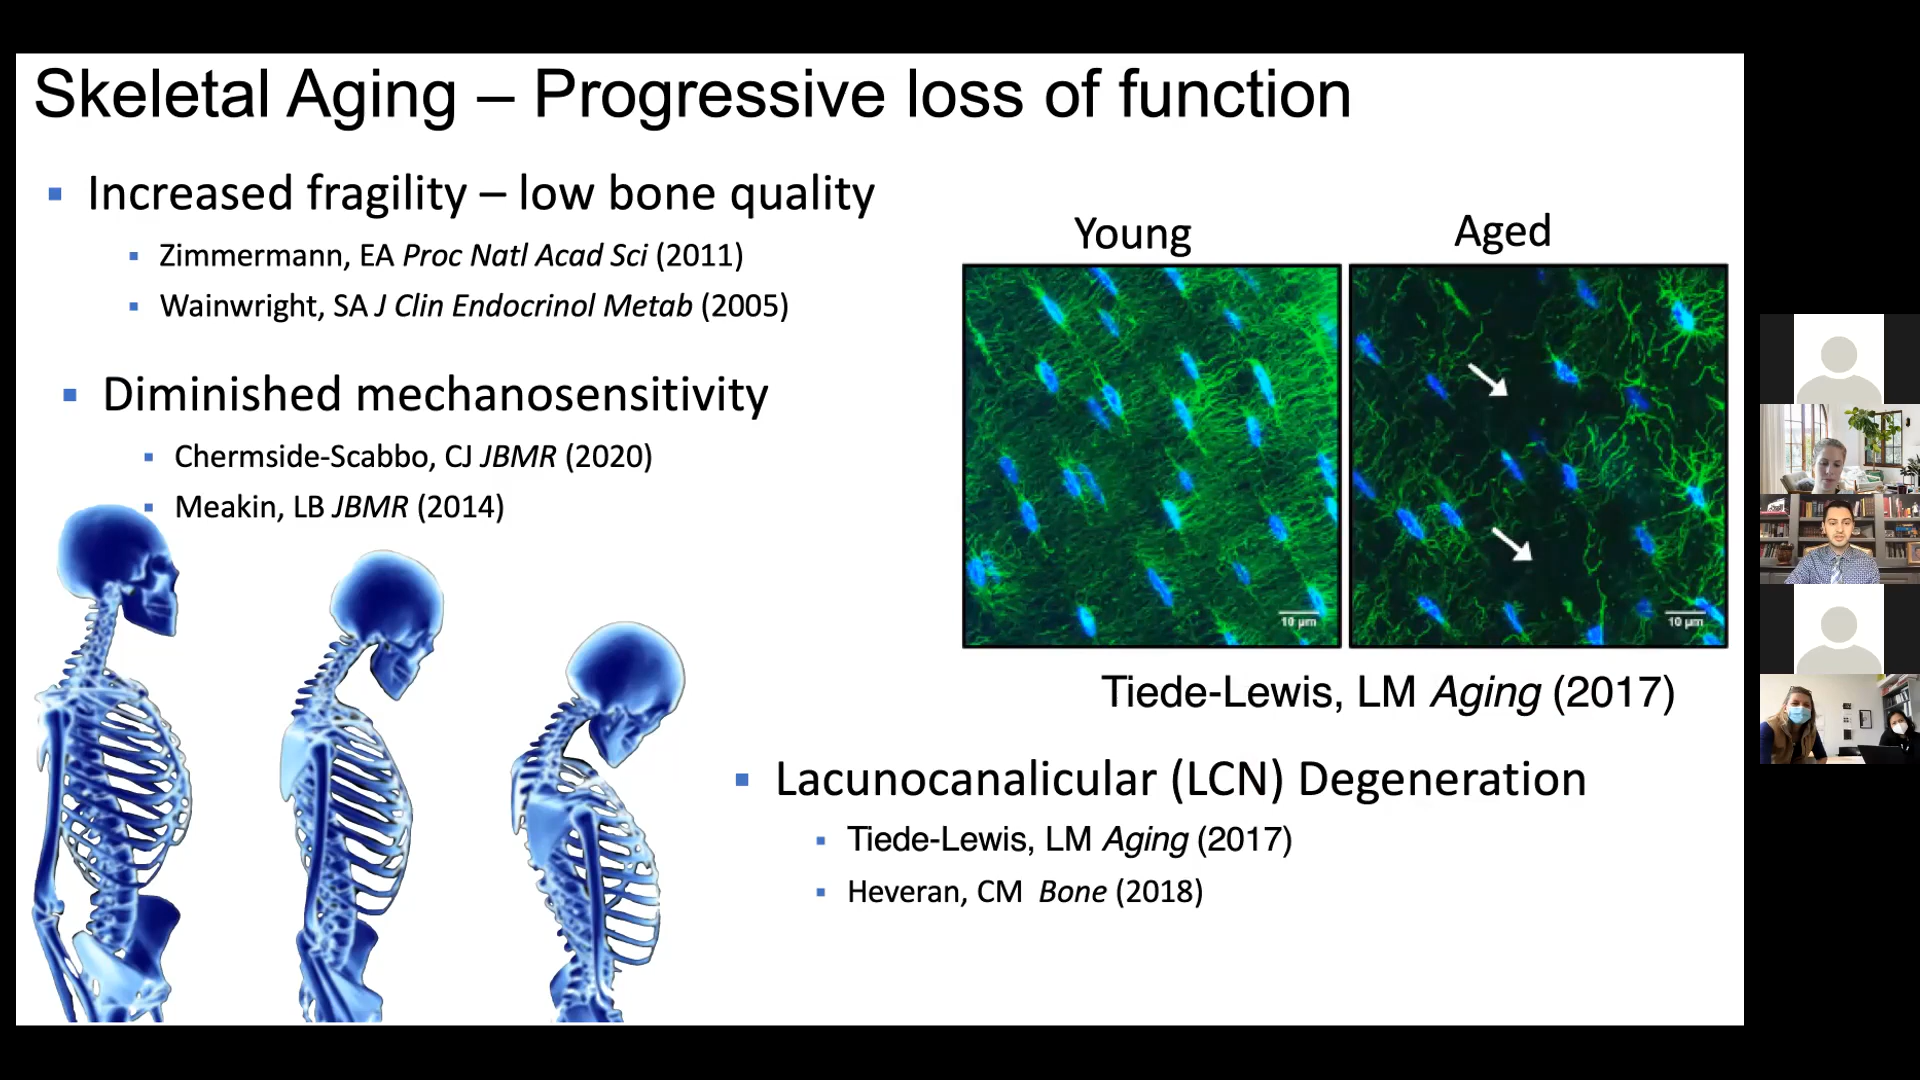 Skeletal Aging – Progressive loss of function
Increased fragility – low bone quality
Zimmermann, EA Proc Natl Acad Sci (2011)
Wainwright, SA J Clin Endocrinol Metab (2005)
Diminished mechanosensitivity
Chermside-Scabbo, CJ JBMR (2020)
Meakin, LB JBMR (2014)
Young
Aged
10 µm
10 µm
Tiede-Lewis, LM Aging (2017)
Lacunocanalicular (LCN) Degeneration
Tiede-Lewis, LM Aging (2017)
Heveran, CM Bone (2018)